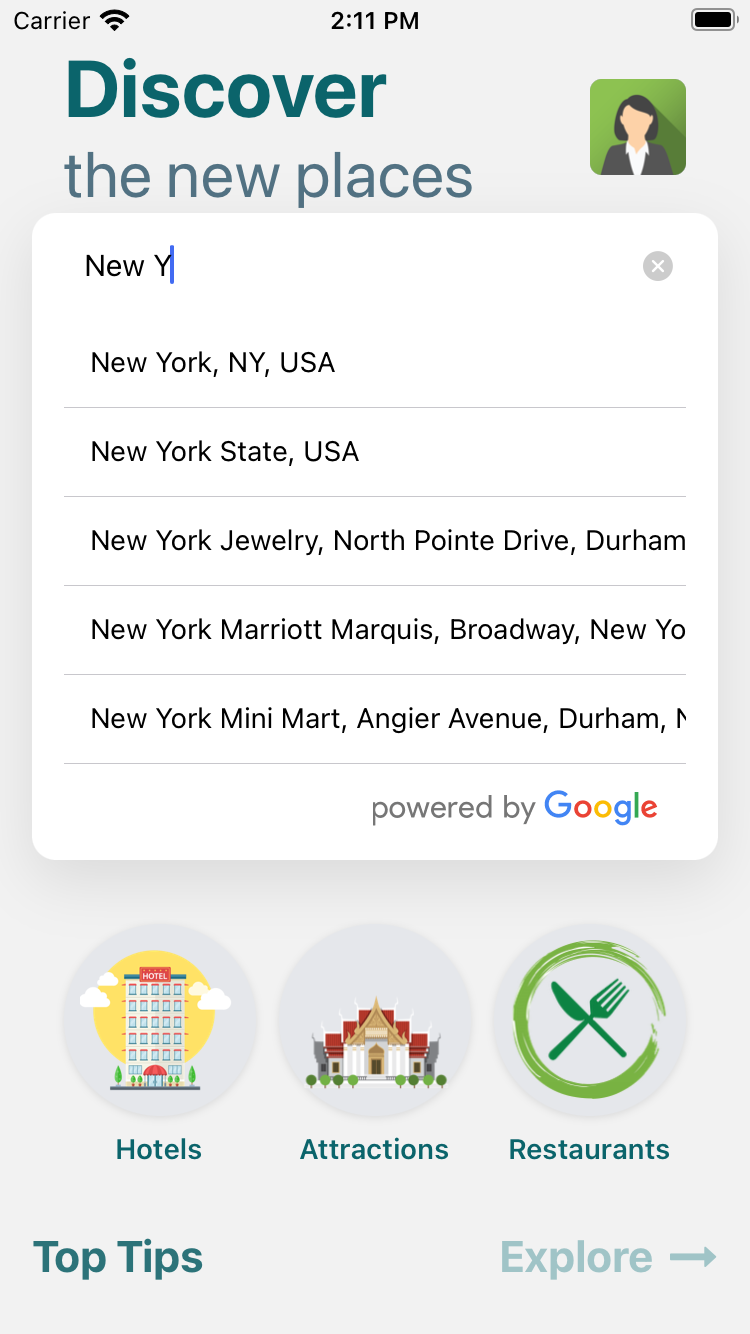 Carrier 2:11 PM
Discover
the new places
New Y
New York, NY, USA
New York State, USA
New York Jewelry, North Pointe Drive, Durham
New York Marriott Marquis, Broadway, New Yo
New York Mini Mart, Angier Avenue, Durham, N
powered by Google
HOTEL
Hotels Attractions Restaurants
Top Tips Explore